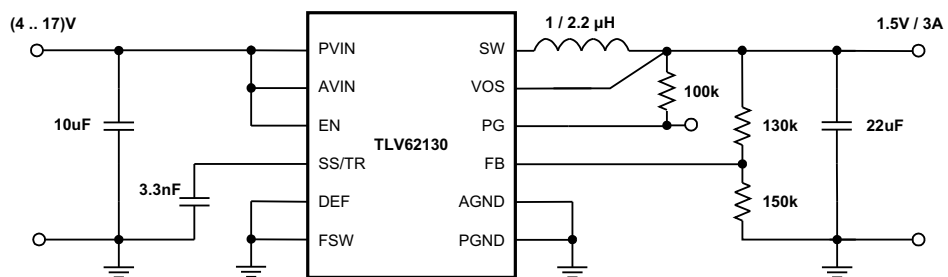 (4 .. 17)V
1 / 2.2 µH
1.5V / 3A
PVIN
SW
AVIN
VOS
100k
10uF
EN
PG
TLV62130
130k
22uF
SS/TR
FB
3.3nF
DEF
AGND
150k
FSW
PGND